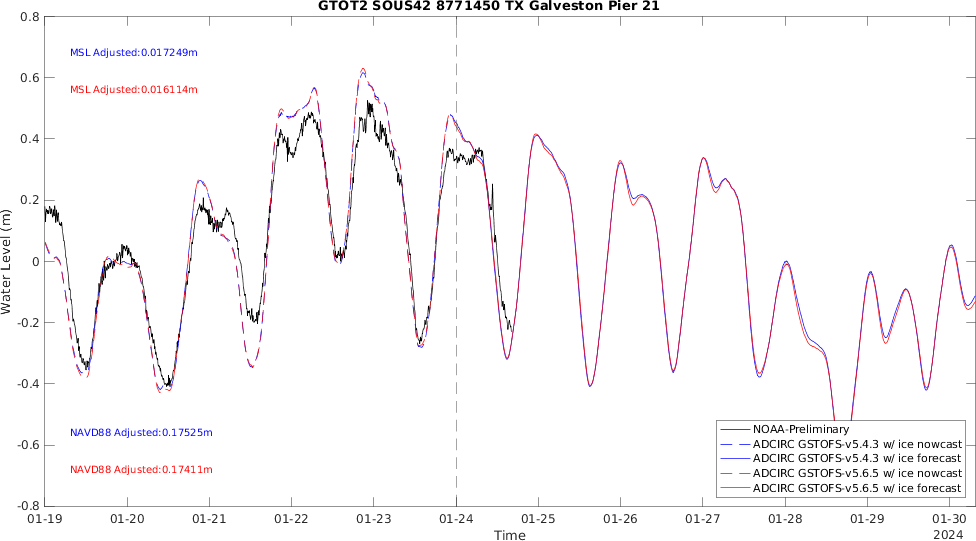 GTOT2 SOUS42 8771450 TX Galveston Pier 21
0.8
0.6
0.4
0.2
0
-0.2
-0.4
-0.6
-0.8
Water Level (m)
MSL Adjusted:0.017249m
MSL Adjusted:0.016114m
NAVD88 Adjusted:0.17525m
NAVD88 Adjusted:0.17411m
NOAA-Preliminary
ADCIRC GSTOFS-v5.4.3 w/ ice nowcast
ADCIRC GSTOFS-v5.4.3 w/ ice forecast
ADCIRC GSTOFS-v5.6.5 w/ ice nowcast
ADCIRC GSTOFS-v5.6.5 w/ ice forecast
01-19 01-20 01-21 01-22 01-23 01-24 01-25 01-26 01-27 01-28 01-29 01-30
Time
2024